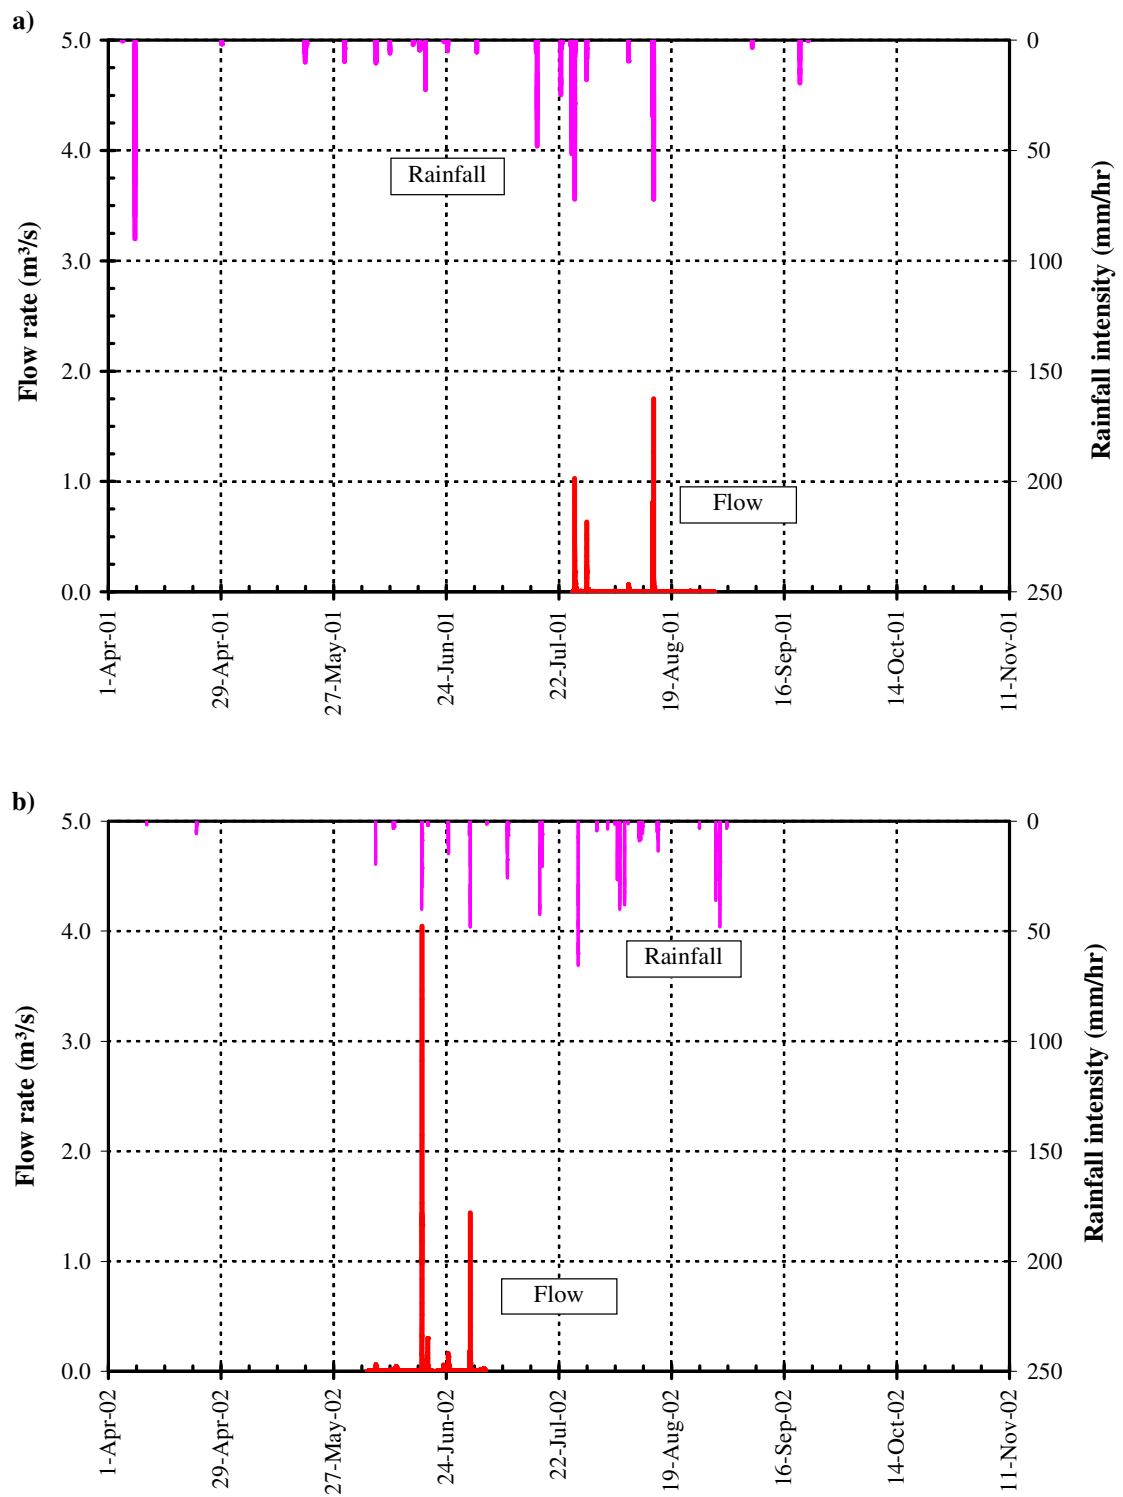 a)
5.0
4.0
3.0
2.0
1.0
0.0
0
50
100
150
200
250
Flow rate (m³/s)
Rainfall intensity (mm/hr)
Rainfall
Flow
1-Apr-01
29-Apr-01
27-May-01
24-Jun-01
22-Jul-01
19-Aug-01
16-Sep-01
14-Oct-01
11-Nov-01
b)
5.0
4.0
3.0
2.0
1.0
0.0
0
50
100
150
200
250
Flow rate (m³/s)
Rainfall intensity (mm/hr)
Rainfall
Flow
1-Apr-02
29-Apr-02
27-May-02
24-Jun-02
22-Jul-02
19-Aug-02
16-Sep-02
14-Oct-02
11-Nov-02